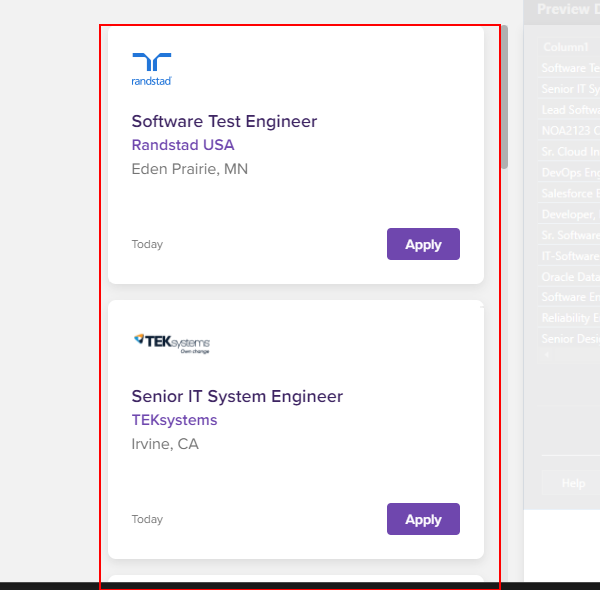 randstad
Software Test Engineer
Randstad USA
Eden Prairie, MN
Today
Apply
TEKsystems
Own change
Senior IT System Engineer
TEKsystems
Irvine, CA
Today
Apply
Preview D
Column1
Software Te
Senior IT Sy
Lead Softwa
NOA2123 C
Sr. Cloud In
DevOps Eng
Salesforce
Developer,
Sr. Software
IT-Software
Oracle Data
Software En
Reliability E
Senior Desi
Help